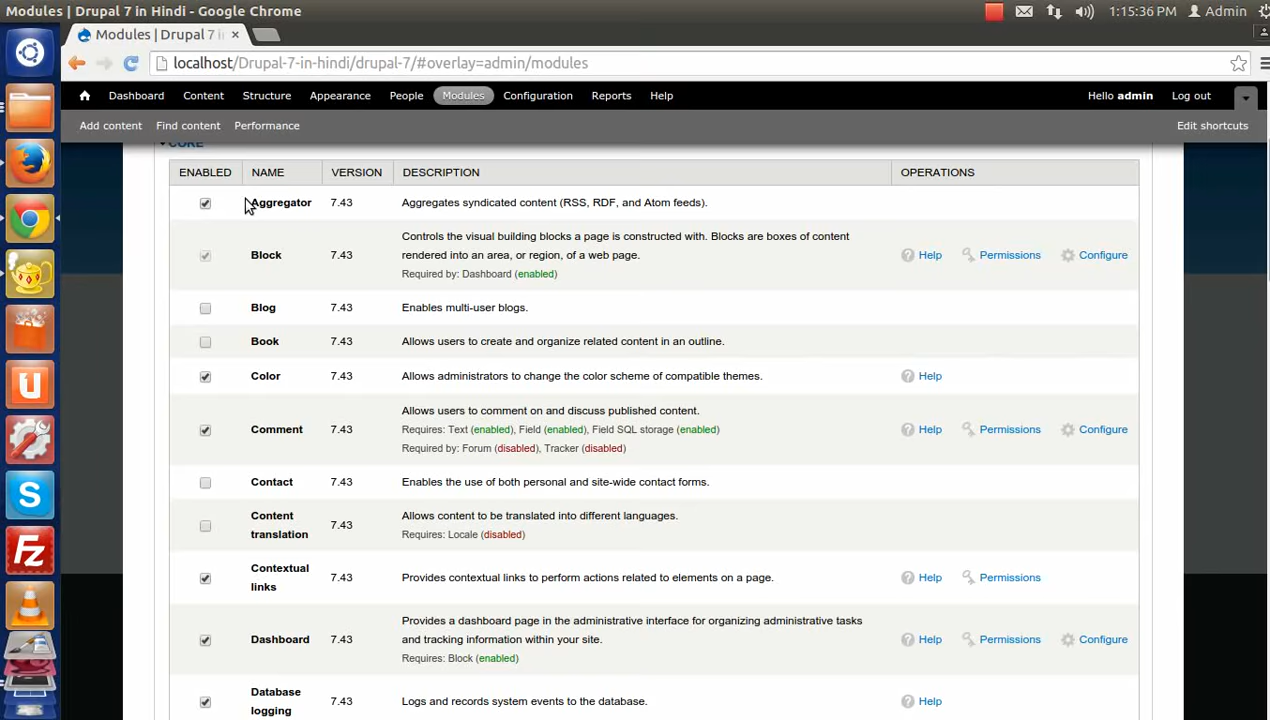 Modules | Drupal 7 in Hindi - Google Chrome
1:15:36 PM
Admin
Modules | Drupal 7 i
localhost/Drupal-7-in-hindi/drupal-7/#overlay=admin/modules
Dashboard Content Structure Appearance People Modules Configuration Reports Help Hello admin Log out
Add content Find content Performance Edit shortcuts
CORE
ENABLED NAME VERSION DESCRIPTION OPERATIONS
Aggregator 7.43 Aggregates syndicated content (RSS, RDF, and Atom feeds).
Controls the visual building blocks a page is constructed with. Blocks are boxes of content
Block 7.43 rendered into an area, or region, of a web page. Help Permissions Configure
Required by: Dashboard (enabled)
Blog 7.43 Enables multi-user blogs.
Book 7.43 Allows users to create and organize related content in an outline.
Color 7.43 Allows administrators to change the color scheme of compatible themes. Help
Allows users to comment on and discuss published content.
Comment 7.43 Requires: Text (enabled), Field (enabled), Field SQL storage (enabled) Help Permissions Configure
Required by: Forum (disabled), Tracker (disabled)
Contact 7.43 Enables the use of both personal and site-wide contact forms.
Content translation 7.43 Allows content to be translated into different languages.
Requires: Locale (disabled)
Contextual links 7.43 Provides contextual links to perform actions related to elements on a page. Help Permissions
Provides a dashboard page in the administrative interface for organizing administrative tasks
Dashboard 7.43 and tracking information within your site. Help Permissions Configure
Requires: Block (enabled)
Database logging 7.43 Logs and records system events to the database. Help